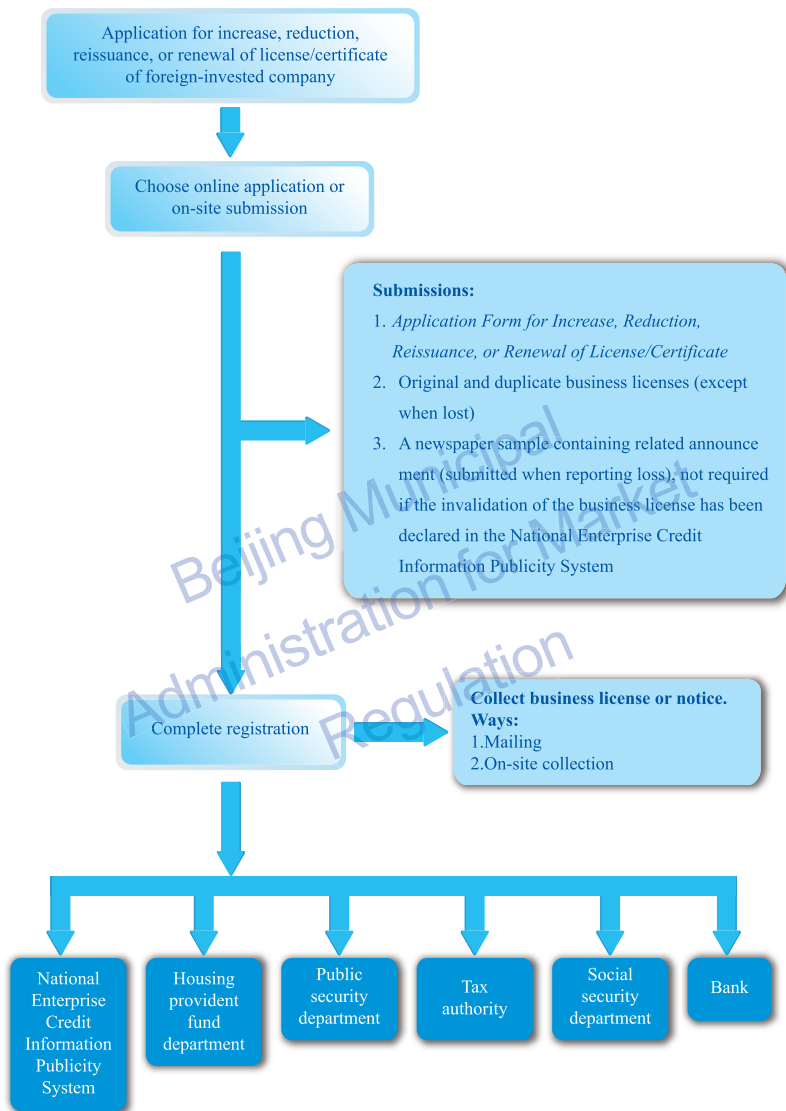 Application for increase, reduction,
reissuance, or renewal of license/certificate
of foreign-invested company
Choose online application or
on-site submission
Submissions:
1. Application Form for Increase, Reduction,
Reissuance, or Renewal of License/Certificate
2. Original and duplicate business licenses (except
when lost)
3. A newspaper sample containing related announce
ment (submitted when reporting loss), not required
if the invalidation of the business license has been
declared in the National Enterprise Credit
Information Publicity System
Beijing Municipal
Administration for Market
Regulation
Complete registration
Collect business license or notice.
Ways:
1.Mailing
2.On-site collection
National
Enterprise
Credit
Information
Publicity
System
Housing
provident
fund
department
Public
security
department
Tax
authority
Social
security
department
Bank